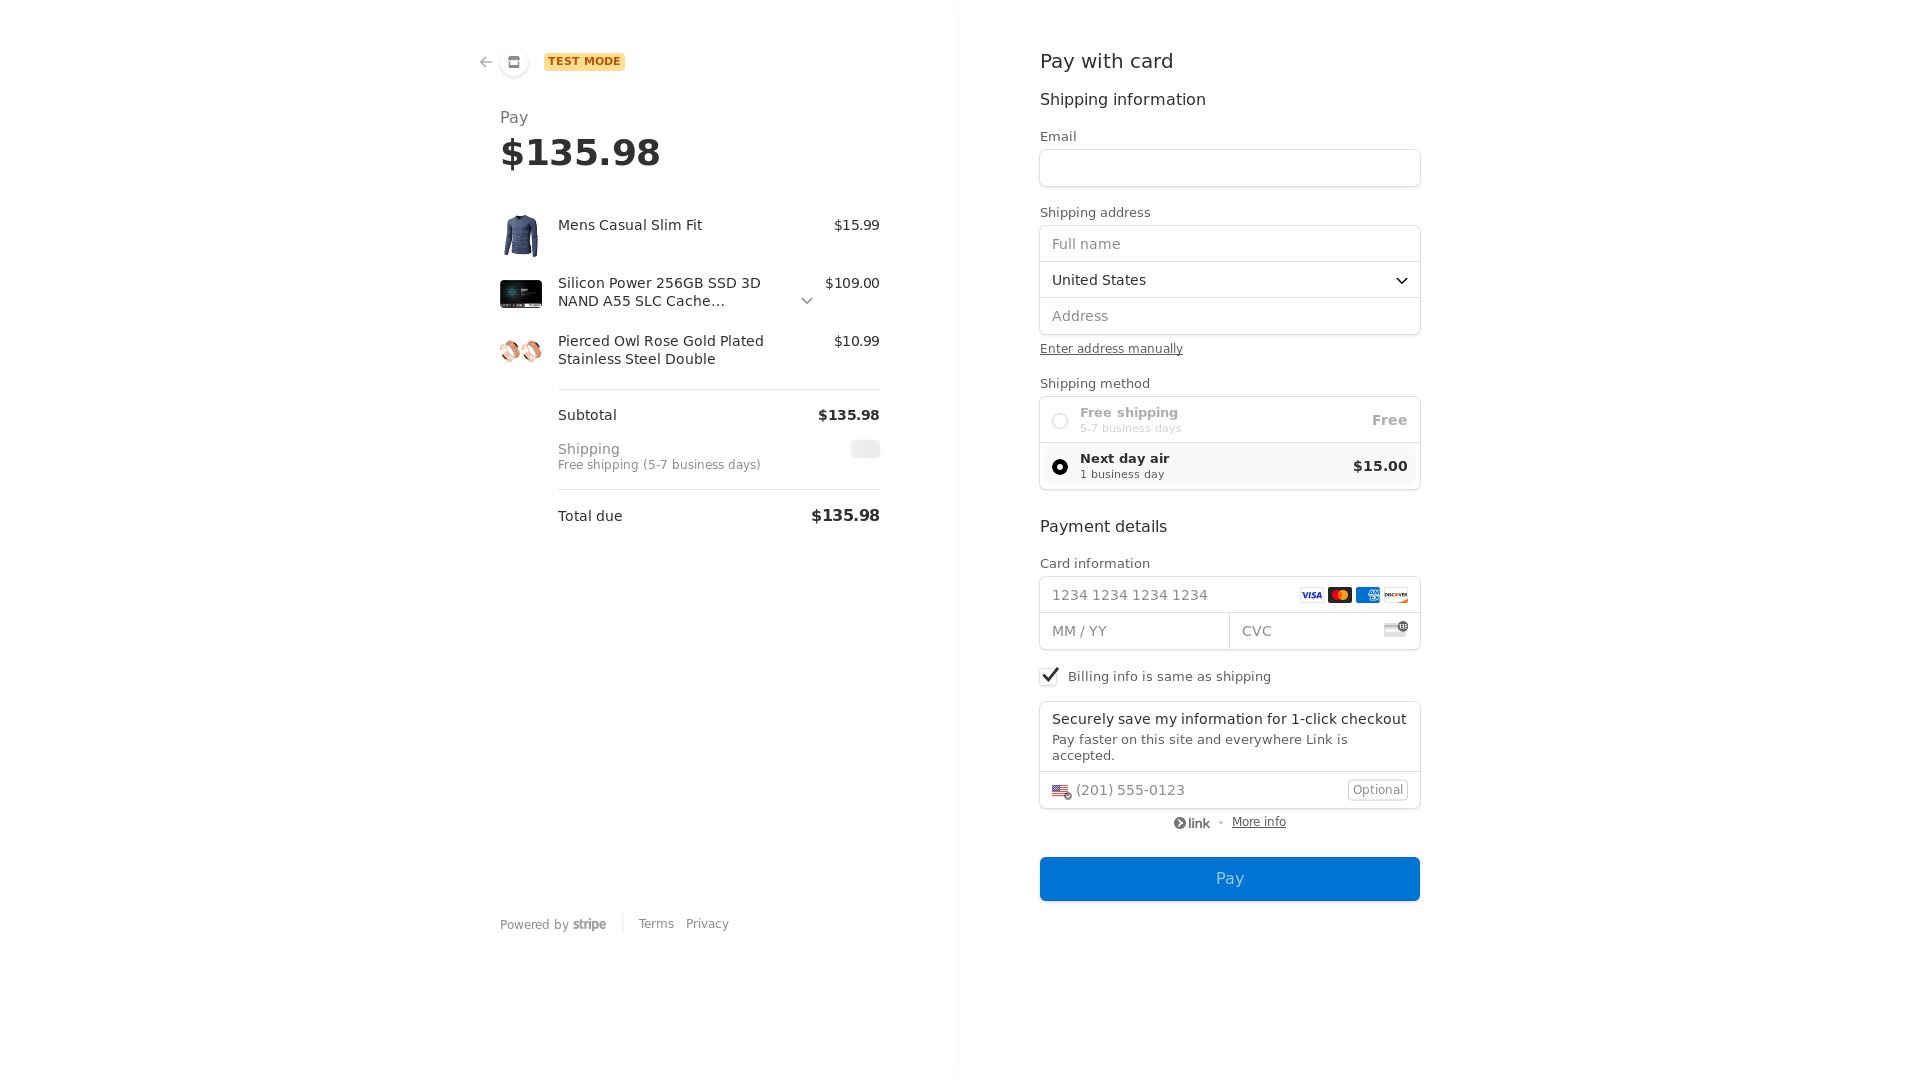 TEST MODE
Pay
$135.98
Mens Casual Slim Fit
$15.99
Silicon Power 256GB SSD 3D
NAND A55 SLC Cache...
$109.00
Pierced Owl Rose Gold Plated
Stainless Steel Double
$10.99
Subtotal
$135.98
Shipping
Free shipping (5-7 business days)
Total due
$135.98
Powered by stripe
Terms
Privacy
Pay with card
Shipping information
Email
Shipping address
Full name
United States
Address
Enter address manually
Shipping method
Free shipping
5-7 business days
Free
Next day air
1 business day
$15.00
Payment details
Card information
1234 1234 1234 1234
VISA
AMEX
DISCOVER
MM / YY
CVC
135
Billing info is same as shipping
Securely save my information for 1-click checkout
Pay faster on this site and everywhere Link is
accepted.
(201) 555-0123
Optional
link
•
More info
Pay